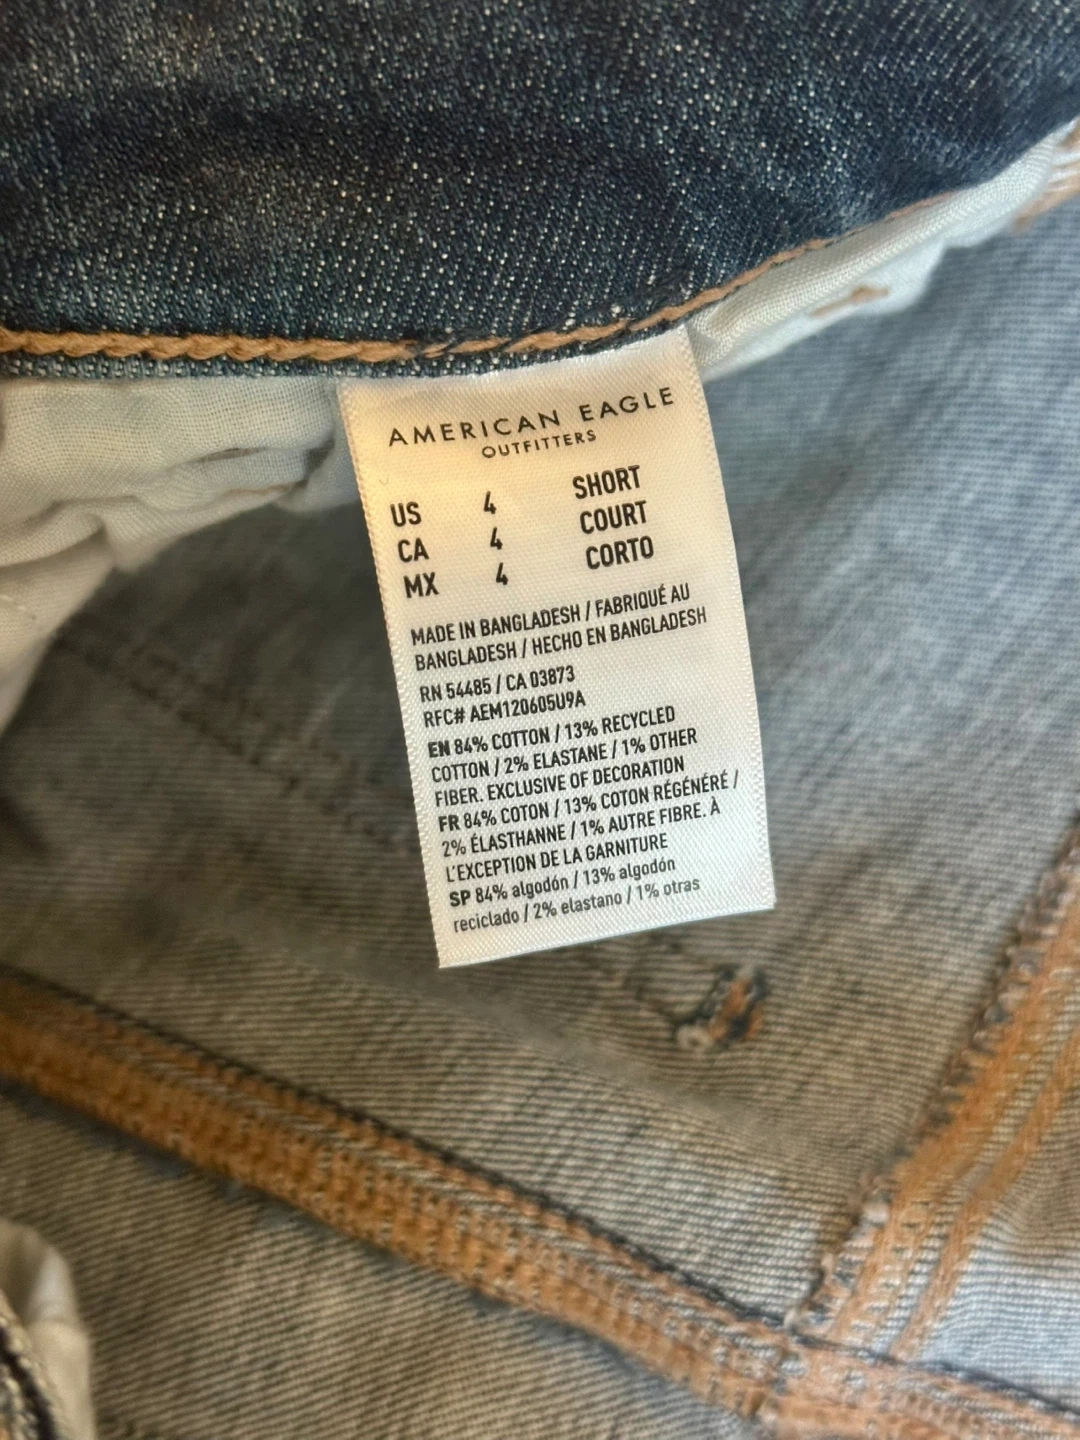 AMERICAN EAGLE
OUTFITTERS
US 4 SHORT
CA 4 COURT
MX 4 CORTO
MADE IN BANGLADESH / FABRIQUÉ AU
BANGLADESH / HECHO EN BANGLADESH
RN 54485 / CA 03873
RFC# AEM120605U9A
EN 84% COTTON / 13% RECYCLED
COTTON / 2% ELASTANE / 1% OTHER
FIBER. EXCLUSIVE OF DECORATION
FR 84% COTON / 13% COTON RÉGÉNÉRÉ /
2% ÉLASTHANNE / 1% AUTRE FIBRE. À
L'EXCEPTION DE LA GARNITURE
SP 84% algodón / 13% algodón
reciclado / 2% elastano / 1% otras